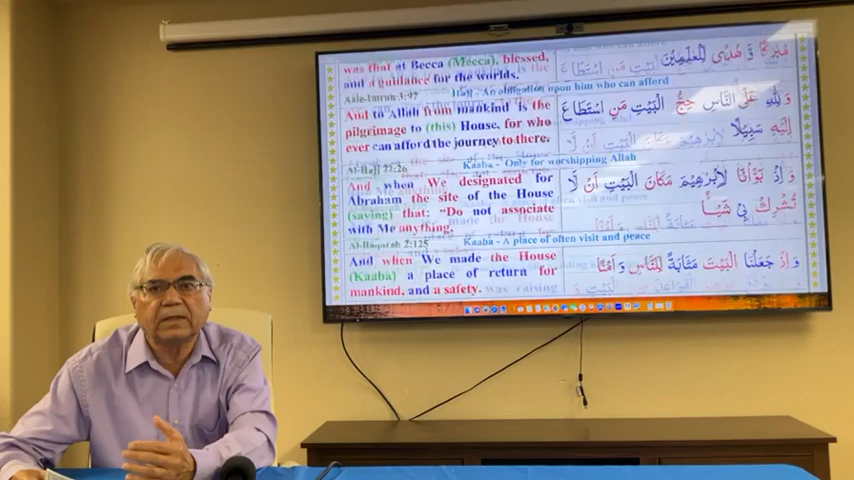 was that at Becca (Mecca), blessed,
and a guidance for the worlds.
مُبٰرَكًا وَّ هُدًى لِّلْعٰلَمِيْنَ
Aale-Imran 3:97 Hajj - An obligation upon him who can afford
And to Allah from mankind is the
pilgrimage to (this) House, for who
ever can afford the journey to there.
وَ لِلّٰهِ عَلَى النَّاسِ حِجُّ الْبَيْتِ مَنِ اسْتَطَاعَ
اِلَيْهِ سَبِيْلًا
Al-Hajj 22:26 Kaaba - Only for worshipping Allah
And when We designated for
Abraham the site of the House
(saying) that: "Do not associate
with Me anything.
وَ اِذْ بَوَّاْنَا لِاِبْرٰهِيْمَ مَكَانَ الْبَيْتِ اَنْ لَّا
تُشْرِكْ بِيْ شَيْـًٔا
Al-Baqarah 2:125 Kaaba - A place of often visit and peace
And when We made the House
(Kaaba) a place of return for
mankind, and a safety.
was raising
وَ اِذْ جَعَلْنَا الْبَيْتَ مَثَابَةً لِّلنَّاسِ وَ اَمْنًا